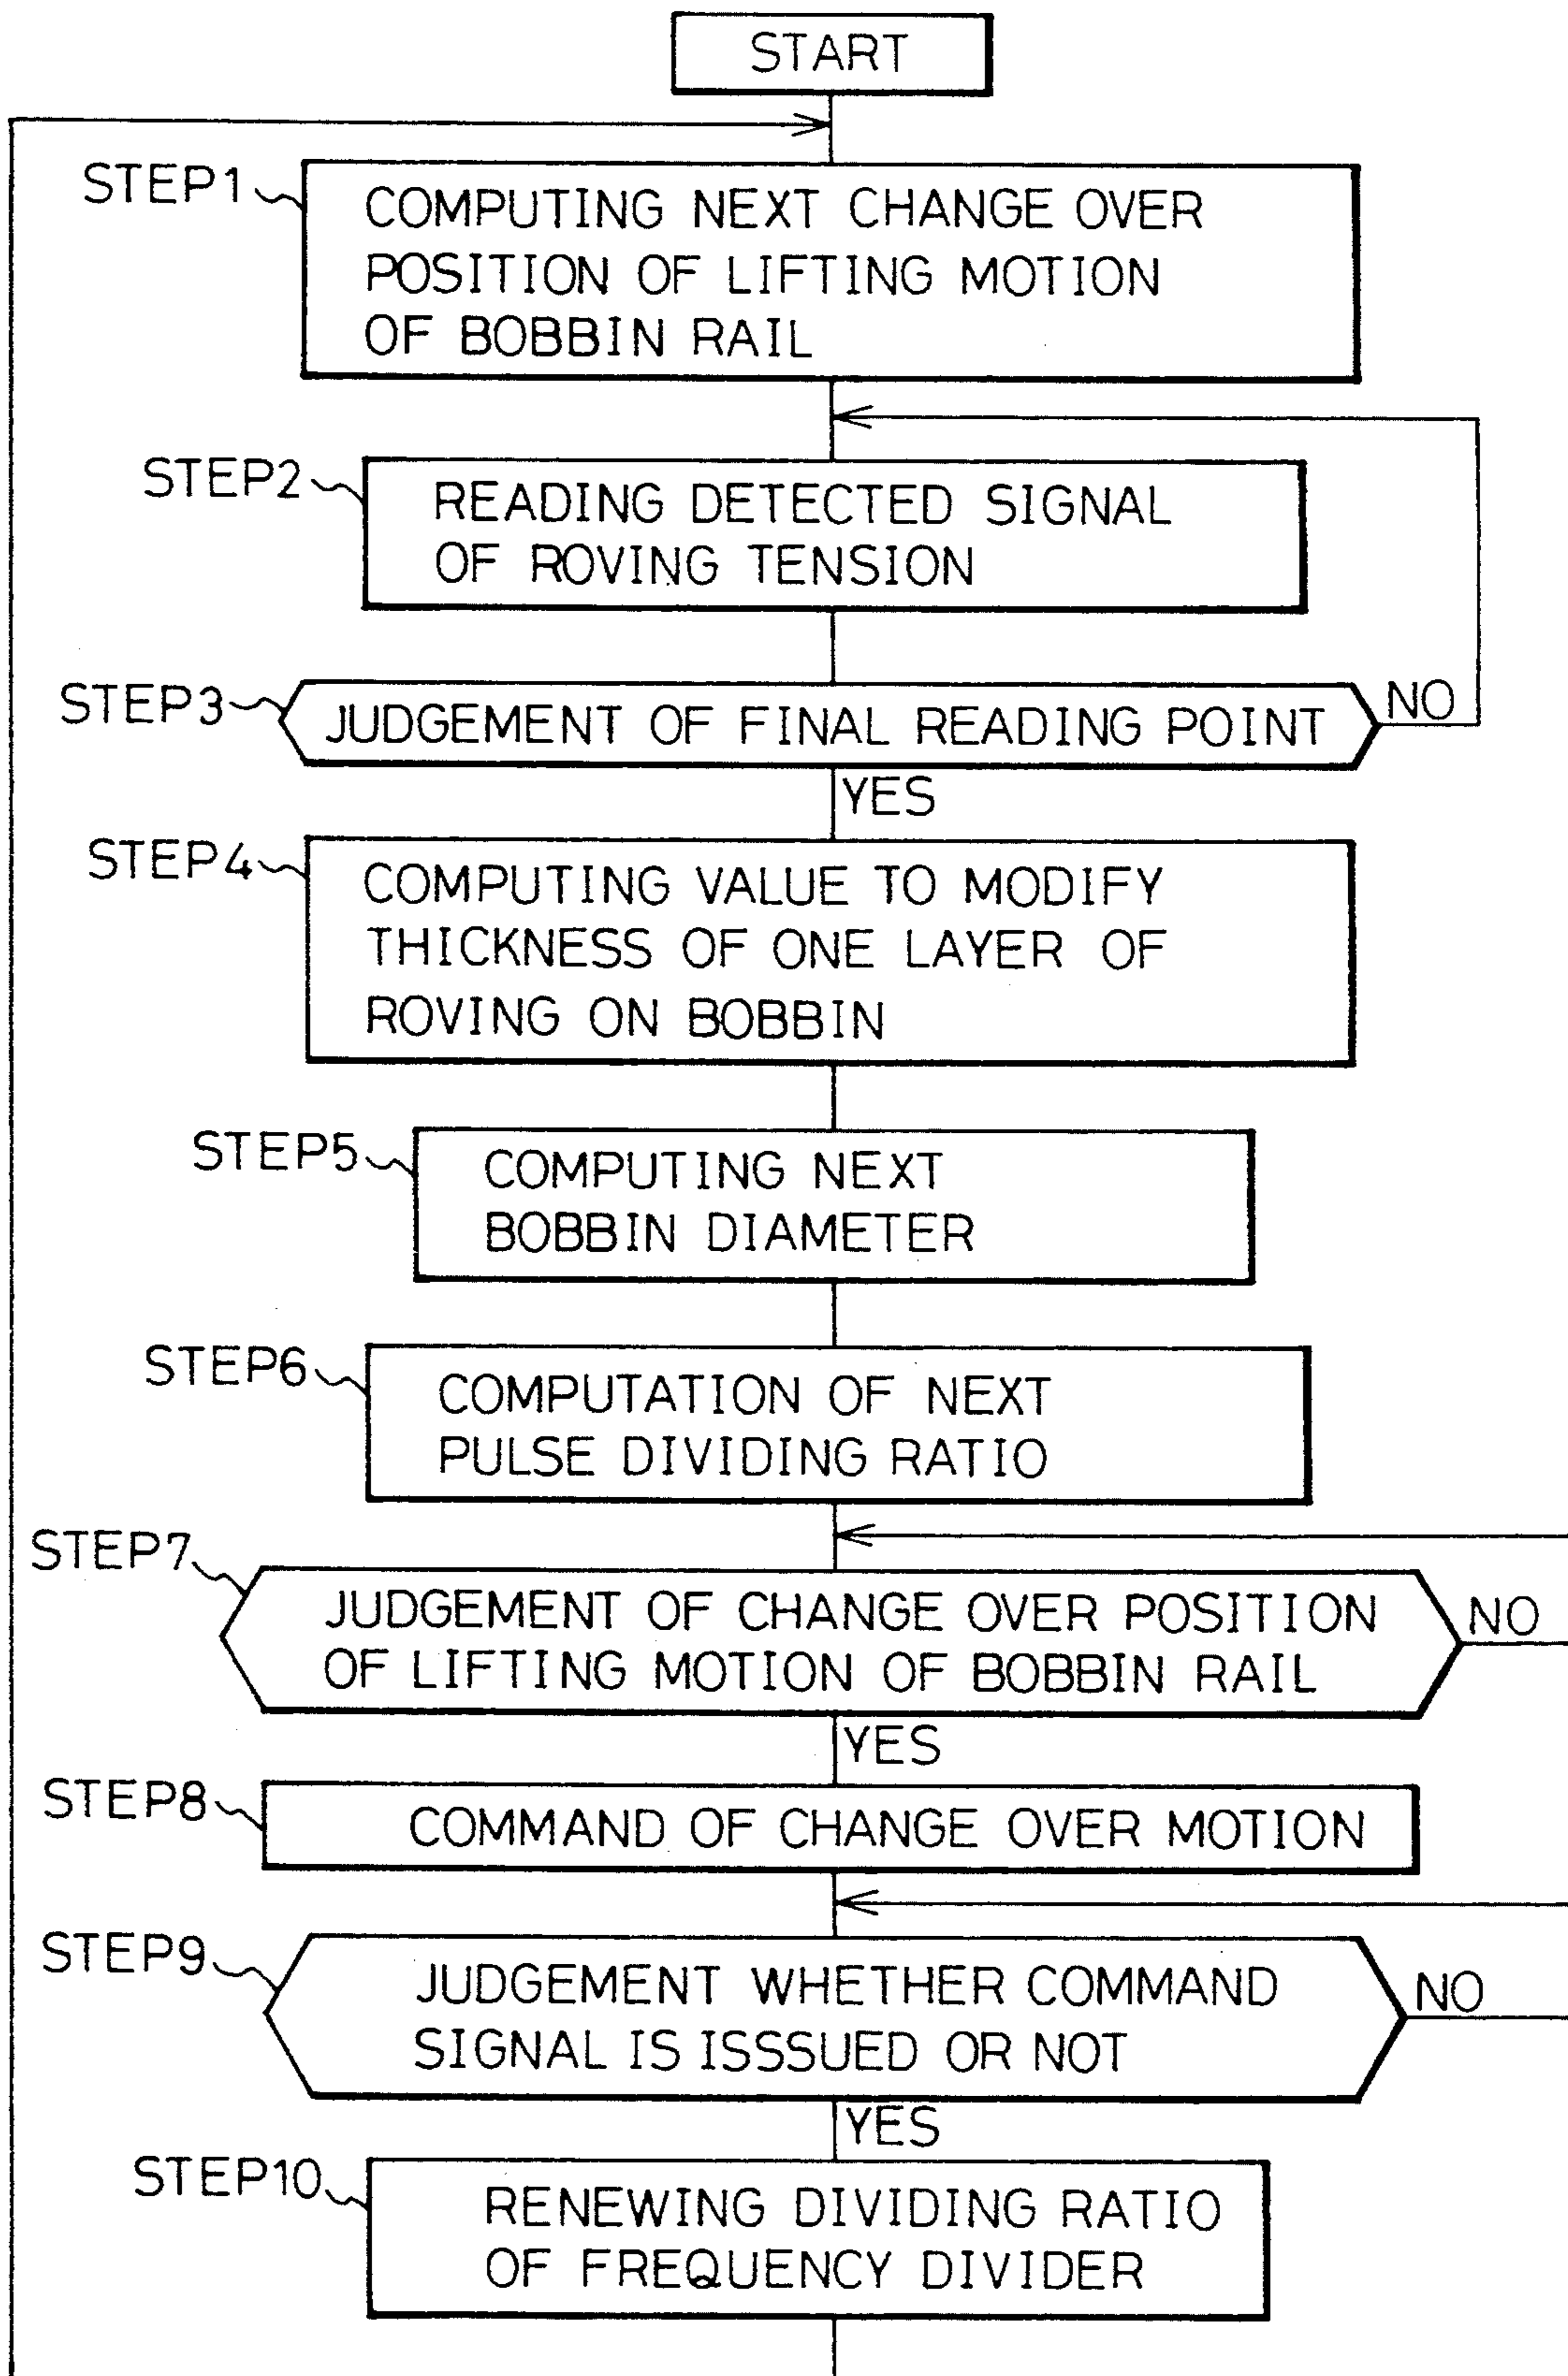 START
STEP1
COMPUTING NEXT CHANGE OVER
POSITION OF LIFTING MOTION
OF BOBBIN RAIL
STEP2
READING DETECTED SIGNAL
OF ROVING TENSION
STEP3
JUDGEMENT OF FINAL READING POINT
NO
YES
STEP4
COMPUTING VALUE TO MODIFY
THICKNESS OF ONE LAYER OF
ROVING ON BOBBIN
STEP5
COMPUTING NEXT
BOBBIN DIAMETER
STEP6
COMPUTATION OF NEXT
PULSE DIVIDING RATIO
STEP7
JUDGEMENT OF CHANGE OVER POSITION
OF LIFTING MOTION OF BOBBIN RAIL
NO
YES
STEP8
COMMAND OF CHANGE OVER MOTION
STEP9
JUDGEMENT WHETHER COMMAND
SIGNAL IS ISSSUED OR NOT
NO
YES
STEP10
RENEWING DIVIDING RATIO
OF FREQUENCY DIVIDER